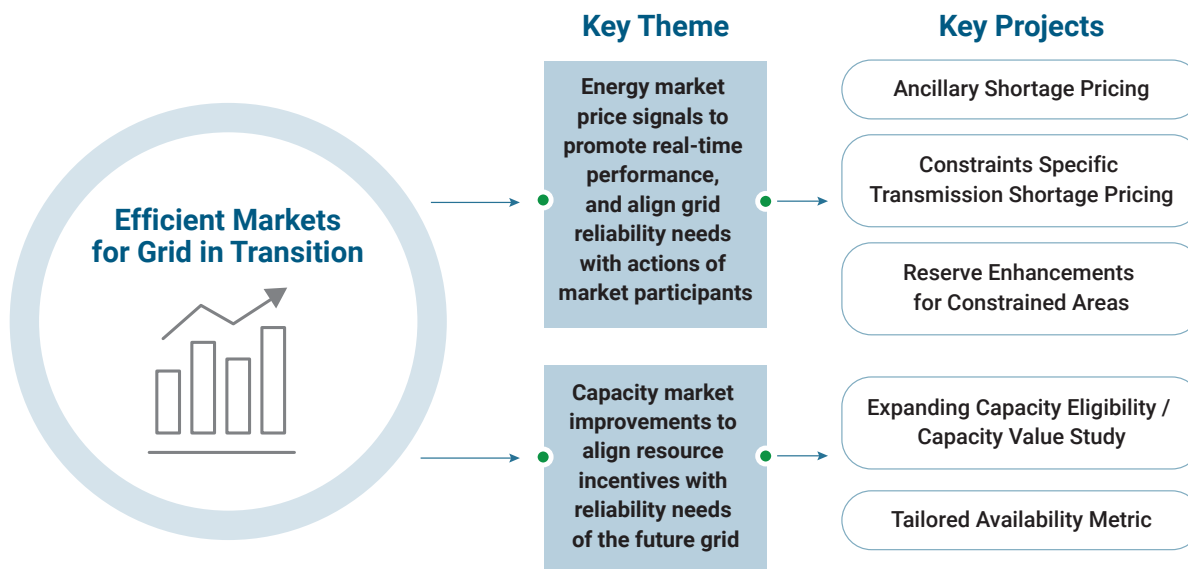 Key Theme
Key Projects
Efficient Markets
for Grid in Transition
Energy market
price signals to
promote real-time
performance,
and align grid
reliability needs
with actions of
market participants
Ancillary Shortage Pricing
Constraints Specific
Transmission Shortage Pricing
Reserve Enhancements
for Constrained Areas
Capacity market
improvements to
align resource
incentives with
reliability needs
of the future grid
Expanding Capacity Eligibility /
Capacity Value Study
Tailored Availability Metric